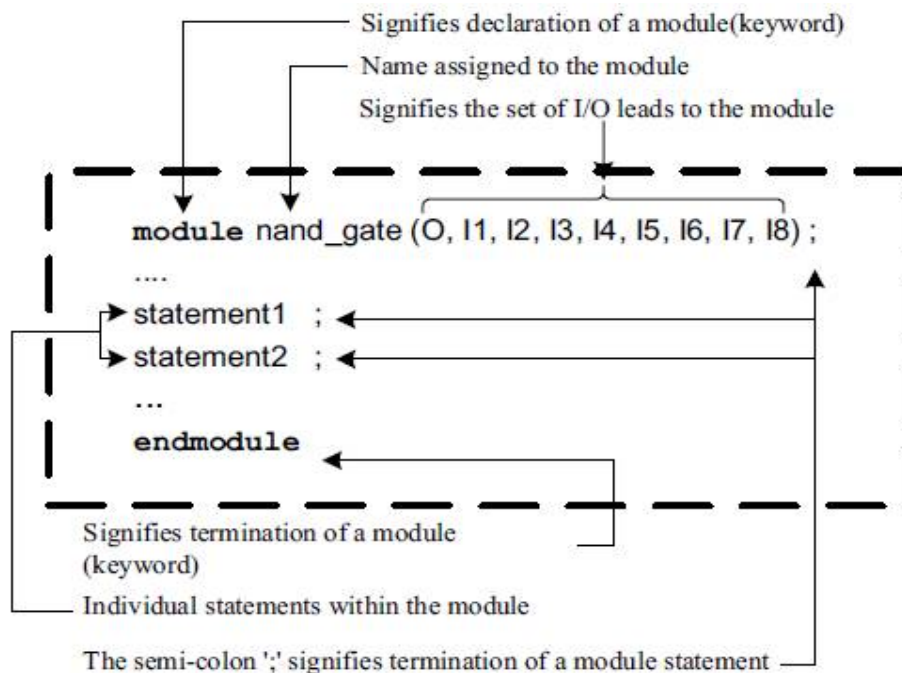 Signifies declaration of a module(keyword)
Name assigned to the module
Signifies the set of I/O leads to the module
module nand_gate (O, I1, I2, I3, I4, I5, I6, I7, I8) ;
....
statement1 ;
statement2 ;
...
endmodule
Signifies termination of a module
(keyword)
Individual statements within the module
The semi-colon ';' signifies termination of a module statement